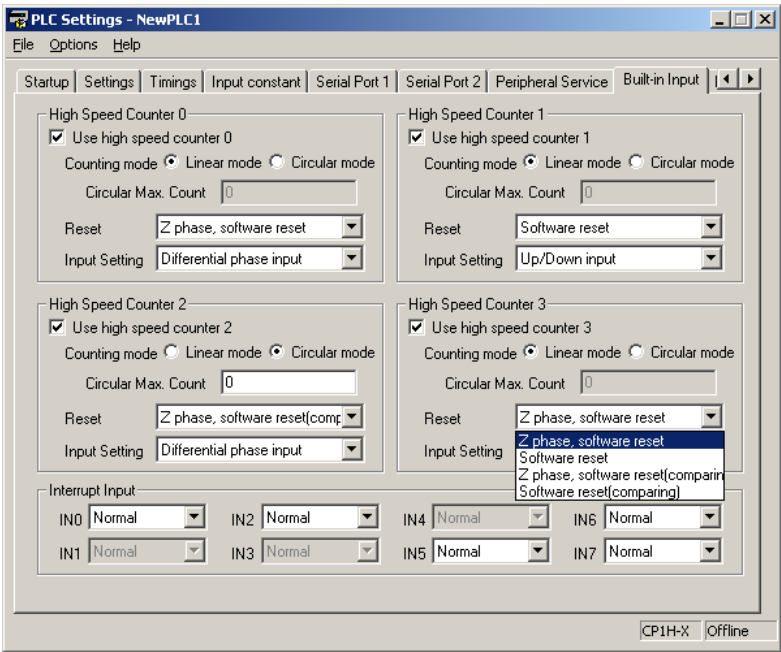 PLC Settings - NewPLC1
File Options Help
Startup Settings Timings Input constant Serial Port 1 Serial Port 2 Peripheral Service Built-in Input
High Speed Counter 0
Use high speed counter 0
Counting mode Linear mode Circular mode
Circular Max. Count 0
Reset Z phase, software reset
Input Setting Differential phase input
High Speed Counter 1
Use high speed counter 1
Counting mode Linear mode Circular mode
Circular Max. Count 0
Reset Software reset
Input Setting Up/Down input
High Speed Counter 2
Use high speed counter 2
Counting mode Linear mode Circular mode
Circular Max. Count 0
Reset Z phase, software reset(comp
Input Setting Differential phase input
High Speed Counter 3
Use high speed counter 3
Counting mode Linear mode Circular mode
Circular Max. Count 0
Reset Z phase, software reset
Input Setting
Z phase, software reset
Software reset
Z phase, software reset(comparin
Software reset(comparing)
Interrupt Input
IN0 Normal IN2 Normal IN4 Normal IN6 Normal
IN1 Normal IN3 Normal IN5 Normal IN7 Normal
CP1H-X Offline